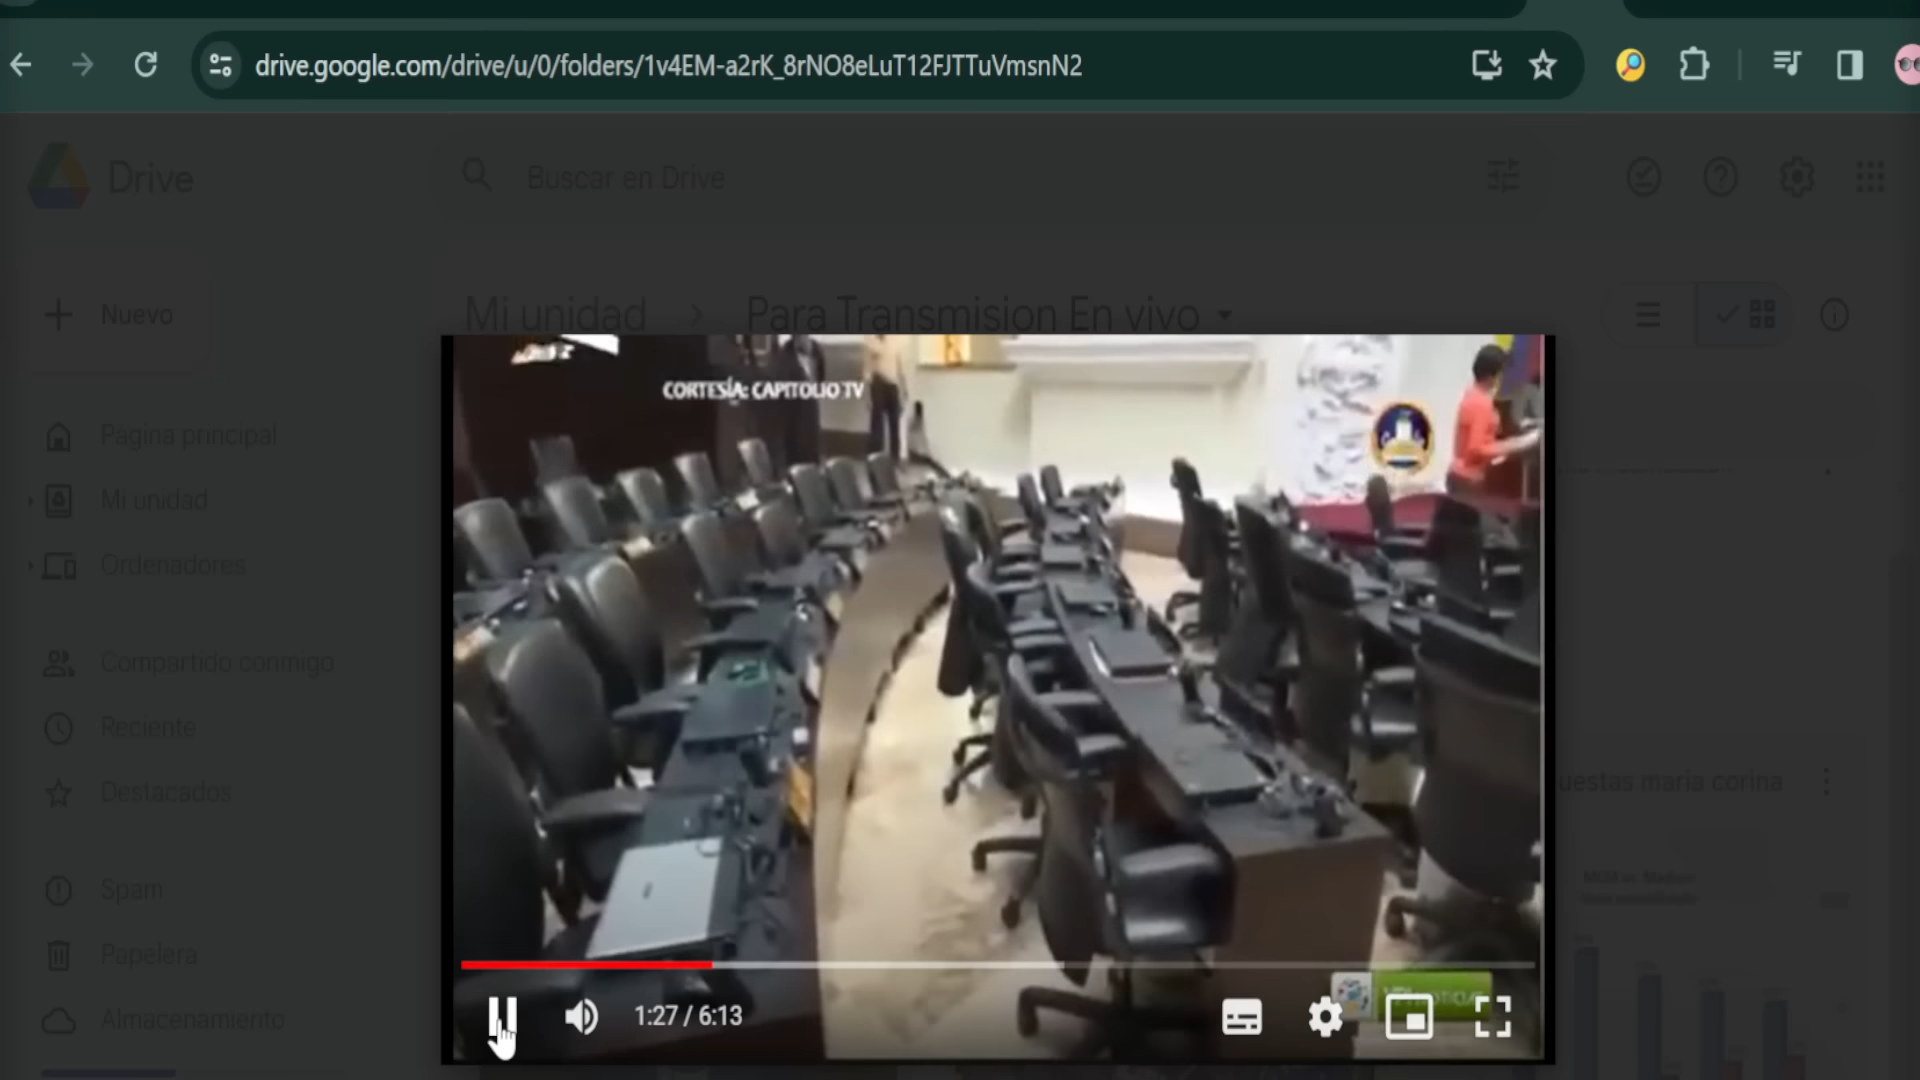 drive.google.com/drive/u/0/folders/1v4EM-a2rK_8rNO8eLuT12FJTTuVmsnN2
Drive
Buscar en Drive
Nuevo
Mi unidad
Para Transmision En vivo
Pagina principal
Mi unidad
Ordenadores
Compartido conmigo
Reciente
Destacados
Spam
Papelera
Almacenamiento
CORTESÍA: CAPITOLIO TV
uestas maria corina
1:27 / 6:13